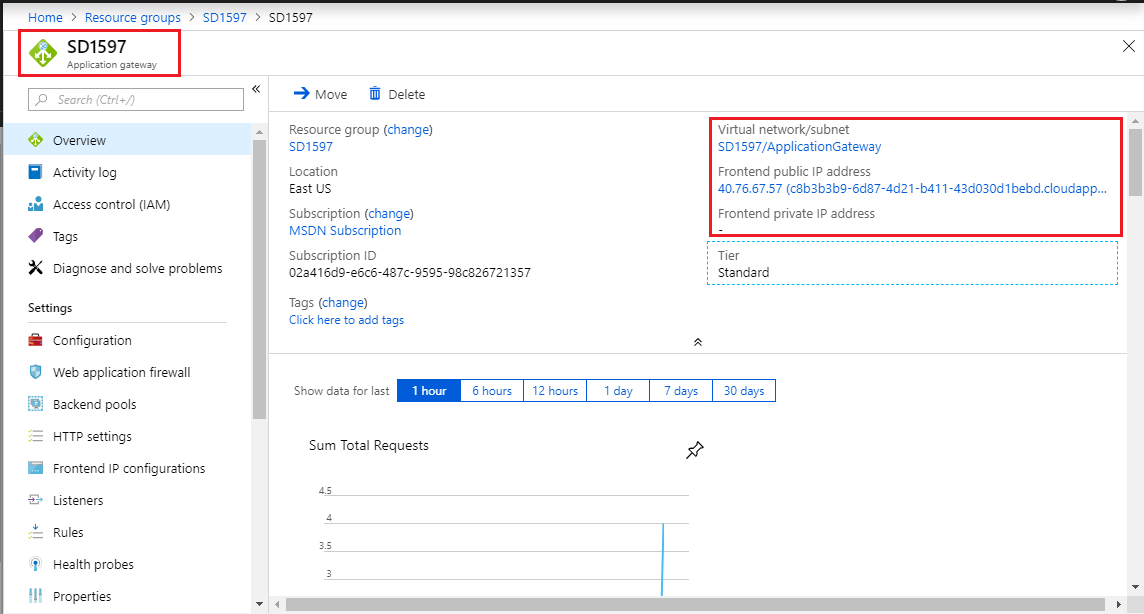 Home > Resource groups > SD1597 > SD1597
SD1597
Application gateway
Search (Ctrl+/)
Overview
Activity log
Access control (IAM)
Tags
Diagnose and solve problems
Settings
Configuration
Web application firewall
Backend pools
HTTP settings
Frontend IP configurations
Listeners
Rules
Health probes
Properties
Move Delete
Resource group (change)
SD1597
Location
East US
Subscription (change)
MSDN Subscription
Subscription ID
02a416d9-e6c6-487c-9595-98c826721357
Tags (change)
Click here to add tags
Virtual network/subnet
SD1597/ApplicationGateway
Frontend public IP address
40.76.67.57 (c8b3b3b9-6d87-4d21-b411-43d030d1bebd.cloudapp...
Frontend private IP address
-
Tier
Standard
Show data for last 1 hour 6 hours 12 hours 1 day 7 days 30 days
Sum Total Requests
4.5
4
3.5
3